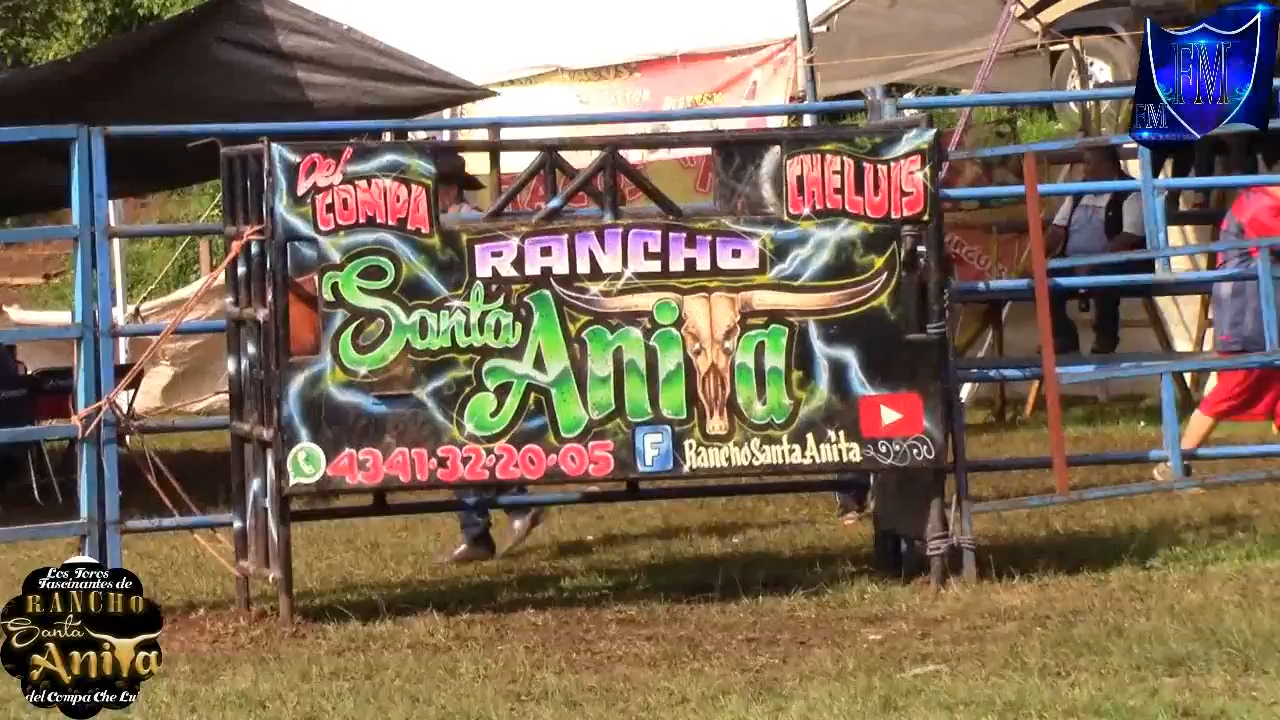 FM
FM
Del
COMPA
CHELUIS
RANCHO
Santa
Anita
4341·32·20·05
F
RanchoSantaAnita
Los Toros
Fascinantes de
RANCHO
Santa
Anita
del Compa Che Lu